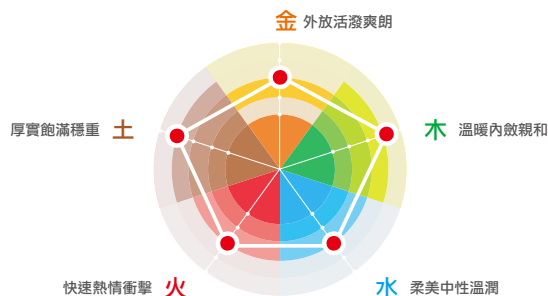 金 外放活潑爽朗
厚實飽滿穩重 土
木 溫暖內斂親和
快速熱情衝擊 火
水 柔美中性溫潤